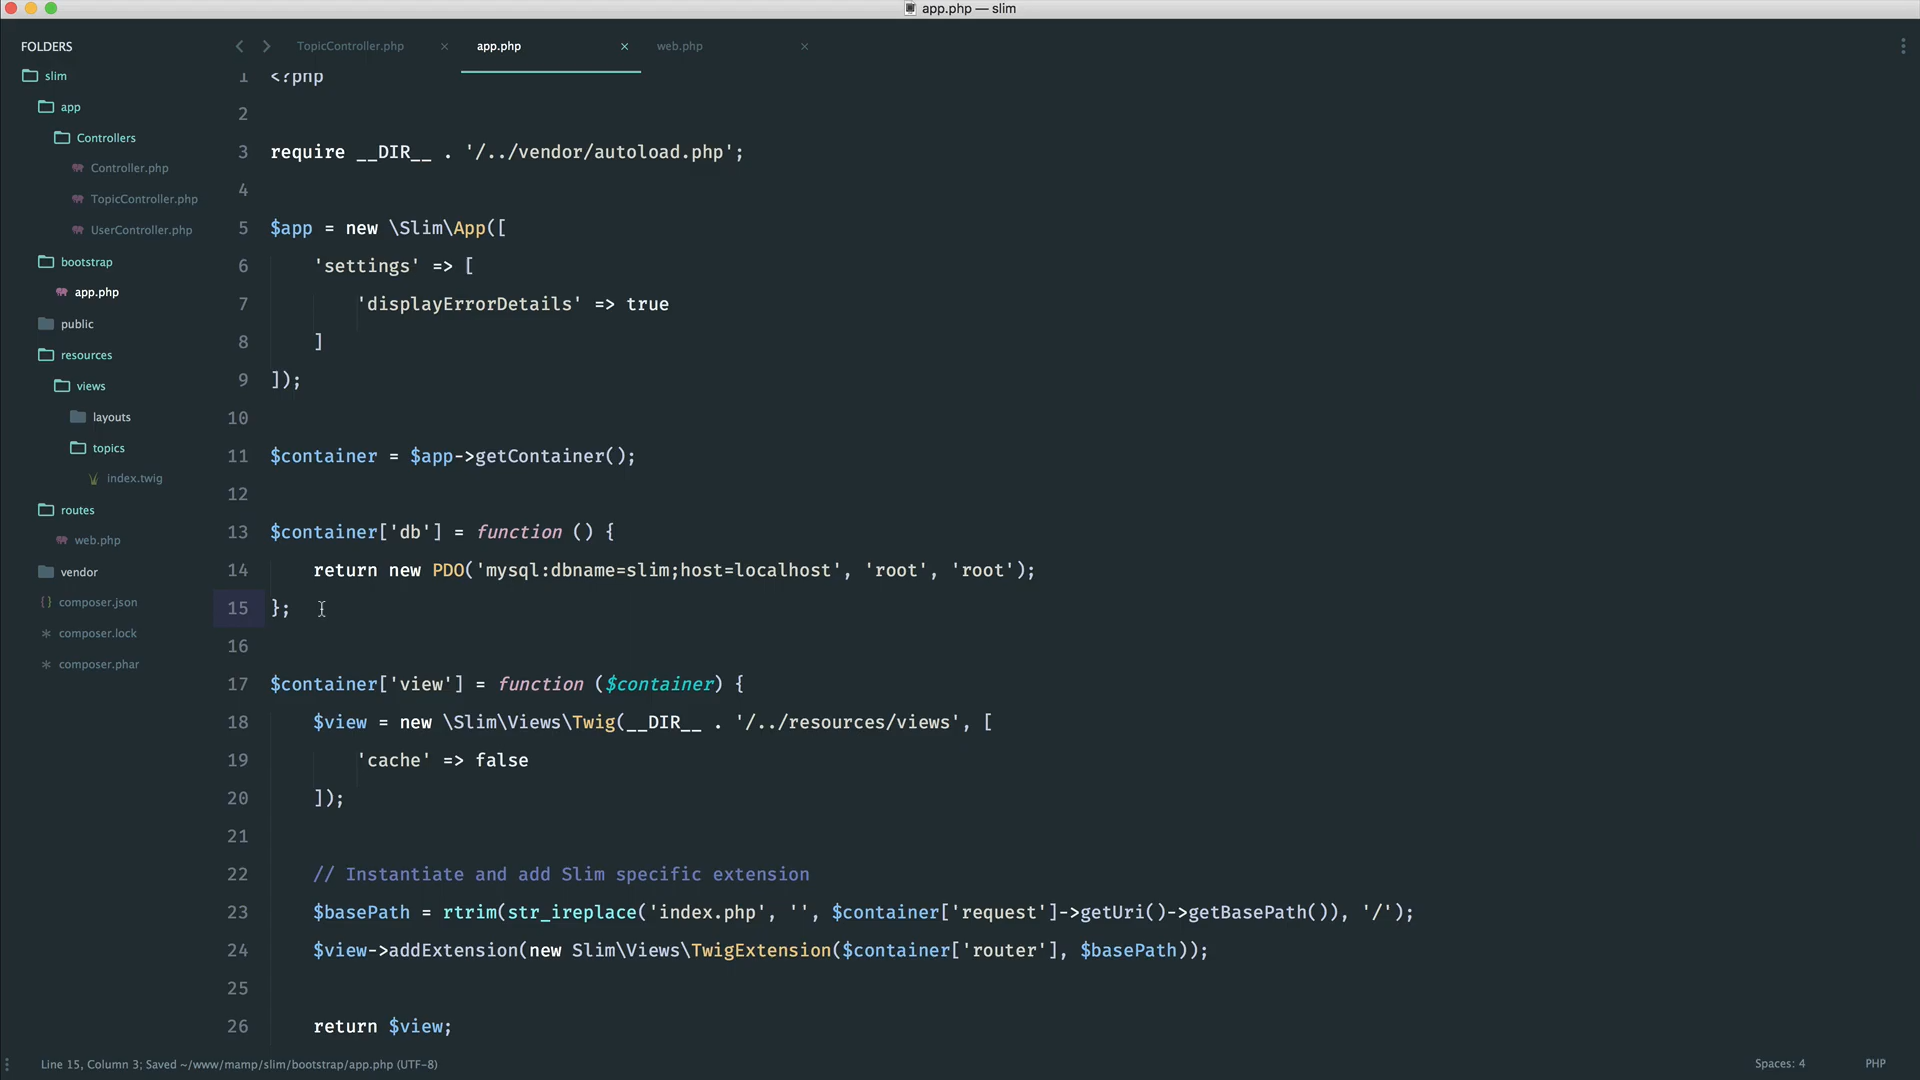 app.php — slim
FOLDERS
slim
app
Controllers
Controller.php
TopicController.php
UserController.php
bootstrap
app.php
public
resources
views
layouts
topics
index.twig
routes
web.php
vendor
composer.json
composer.lock
composer.phar
TopicController.php
app.php
web.php
1 <?php
2
3 require __DIR__ . '/../vendor/autoload.php';
4
5 $app = new \Slim\App([
6 'settings' => [
7 'displayErrorDetails' => true
8 ]
9 ]);
10
11 $container = $app->getContainer();
12
13 $container['db'] = function () {
14 return new PDO('mysql:dbname=slim;host=localhost', 'root', 'root');
15 };
16
17 $container['view'] = function ($container) {
18 $view = new \Slim\Views\Twig(__DIR__ . '/../resources/views', [
19 'cache' => false
20 ]);
21
22 // Instantiate and add Slim specific extension
23 $basePath = rtrim(str_ireplace('index.php', '', $container['request']->getUri()->getBasePath()), '/');
24 $view->addExtension(new Slim\Views\TwigExtension($container['router'], $basePath));
25
26 return $view;
Line 15, Column 3; Saved ~/www/mamp/slim/bootstrap/app.php (UTF-8)
Spaces: 4
PHP